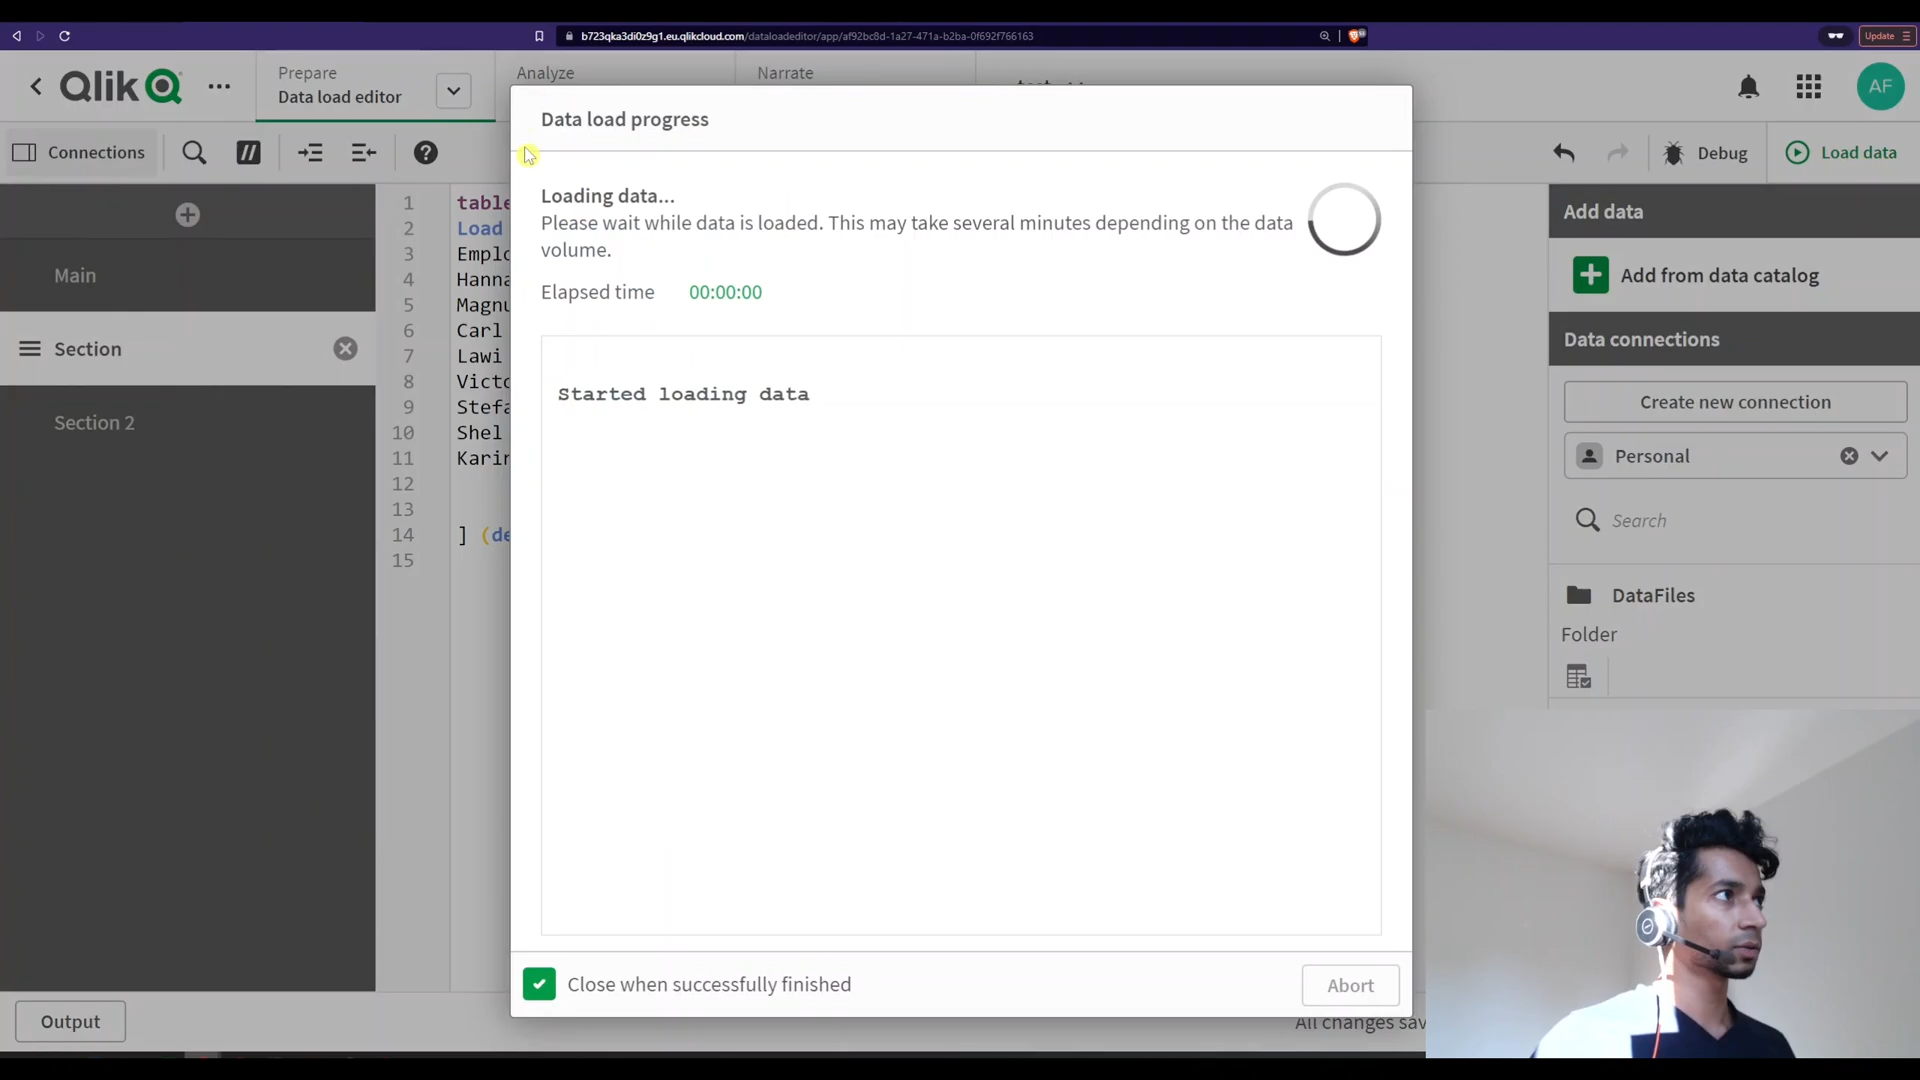 b723qka3di0z9g1.eu.qlikcloud.com/dataloadeditor/app/af92bc8d-1a27-471a-b2ba-0f692f766163
Update
Qlik
Prepare
Data load editor
Analyze
Narrate
AF
Connections
Debug
Load data
Data load progress
Loading data...
Please wait while data is loaded. This may take several minutes depending on the data
volume.
Elapsed time 00:00:00
Started loading data
Close when successfully finished
Abort
Main
Section
Section 2
1 table
2 Load
3 Emplo
4 Hanna
5 Magnu
6 Carl
7 Lawi
8 Victo
9 Stefa
10 Shel
11 Karin
12
13
14 ] (de
15
Add data
Add from data catalog
Data connections
Create new connection
Personal
Search
DataFiles
Folder
Output
All changes sav